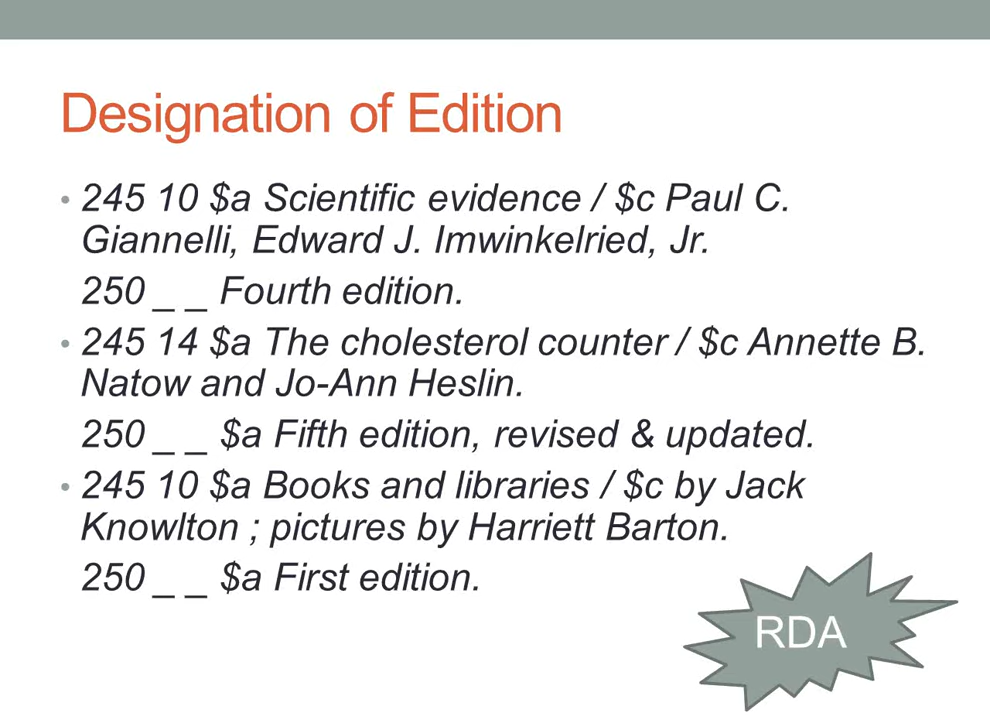 Designation of Edition
• 245 10 $a Scientific evidence / $c Paul C.
Giannelli, Edward J. Imwinkelried, Jr.
250 _ _ Fourth edition.
• 245 14 $a The cholesterol counter / $c Annette B.
Natow and Jo-Ann Heslin.
250 _ _ $a Fifth edition, revised & updated.
• 245 10 $a Books and libraries / $c by Jack
Knowlton ; pictures by Harriett Barton.
250 _ _ $a First edition.
RDA